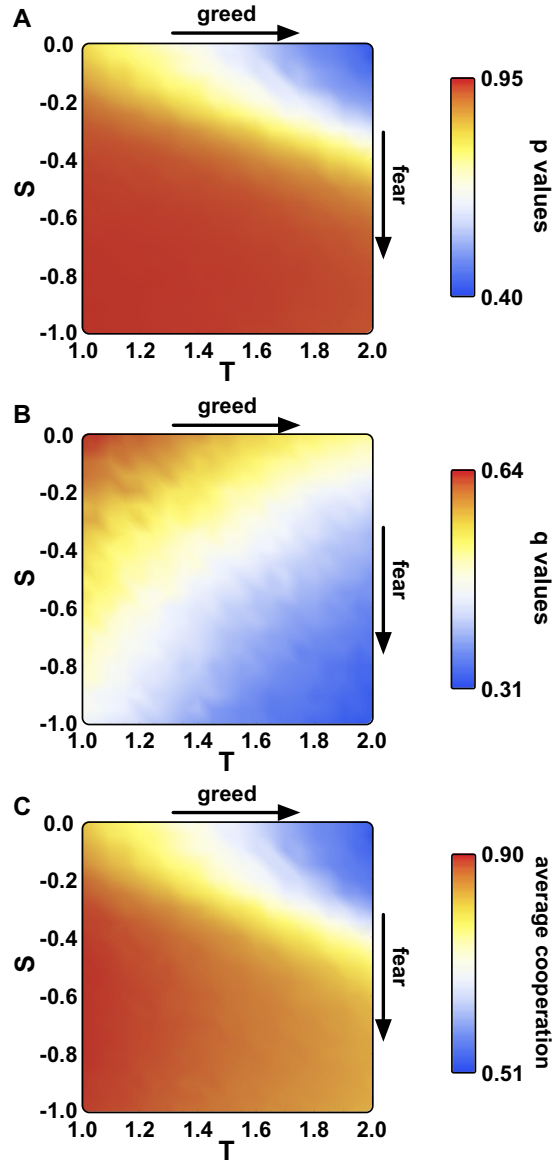 A
greed
0.0
-0.2
-0.4
-0.6
-0.8
-1.0
S
1.0 1.2 1.4 1.6 1.8 2.0
T
fear
0.95
0.40
p values
B
greed
0.0
-0.2
-0.4
-0.6
-0.8
-1.0
S
1.0 1.2 1.4 1.6 1.8 2.0
T
fear
0.64
0.31
q values
C
greed
0.0
-0.2
-0.4
-0.6
-0.8
-1.0
S
1.0 1.2 1.4 1.6 1.8 2.0
T
fear
0.90
0.51
average cooperation